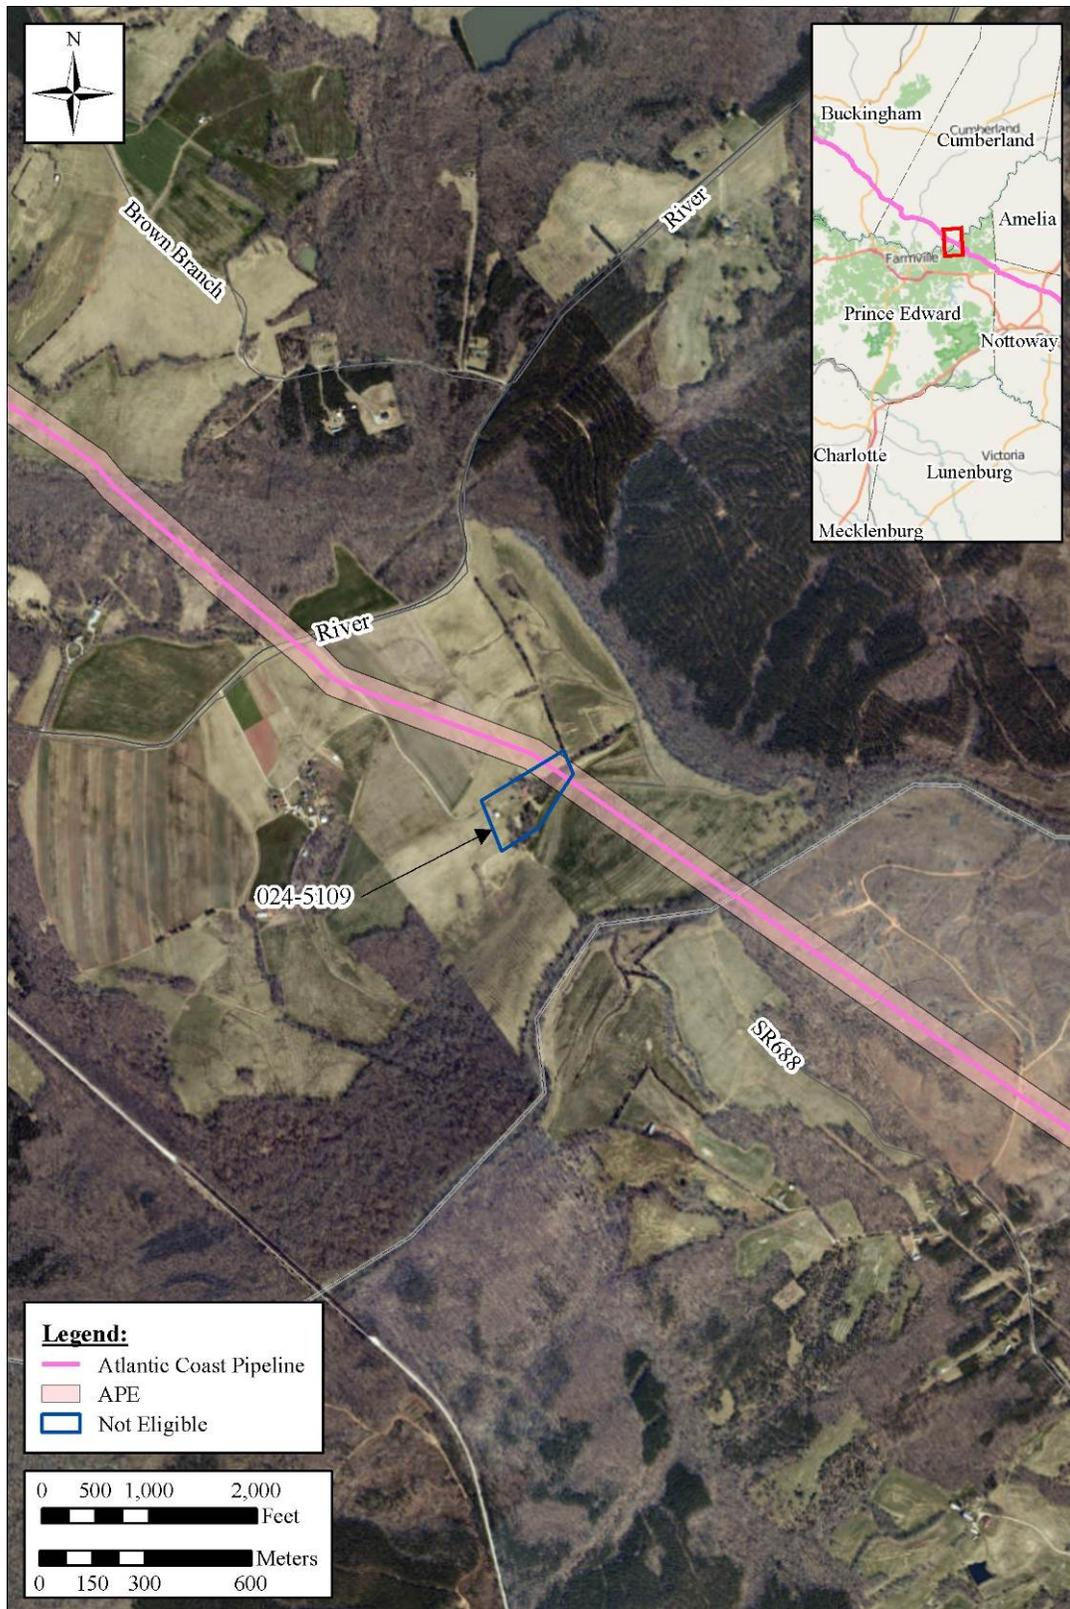 N
Buckingham
Cumberland
Cumberland
Amelia
Farmville
Prince Edward
Nottoway
Charlotte
Victoria
Lunenburg
Mecklenburg
Brown Branch
River
River
024-5109
SR688
Legend:
Atlantic Coast Pipeline
APE
Not Eligible
0 500 1,000 2,000
Feet
Meters
0 150 300 600